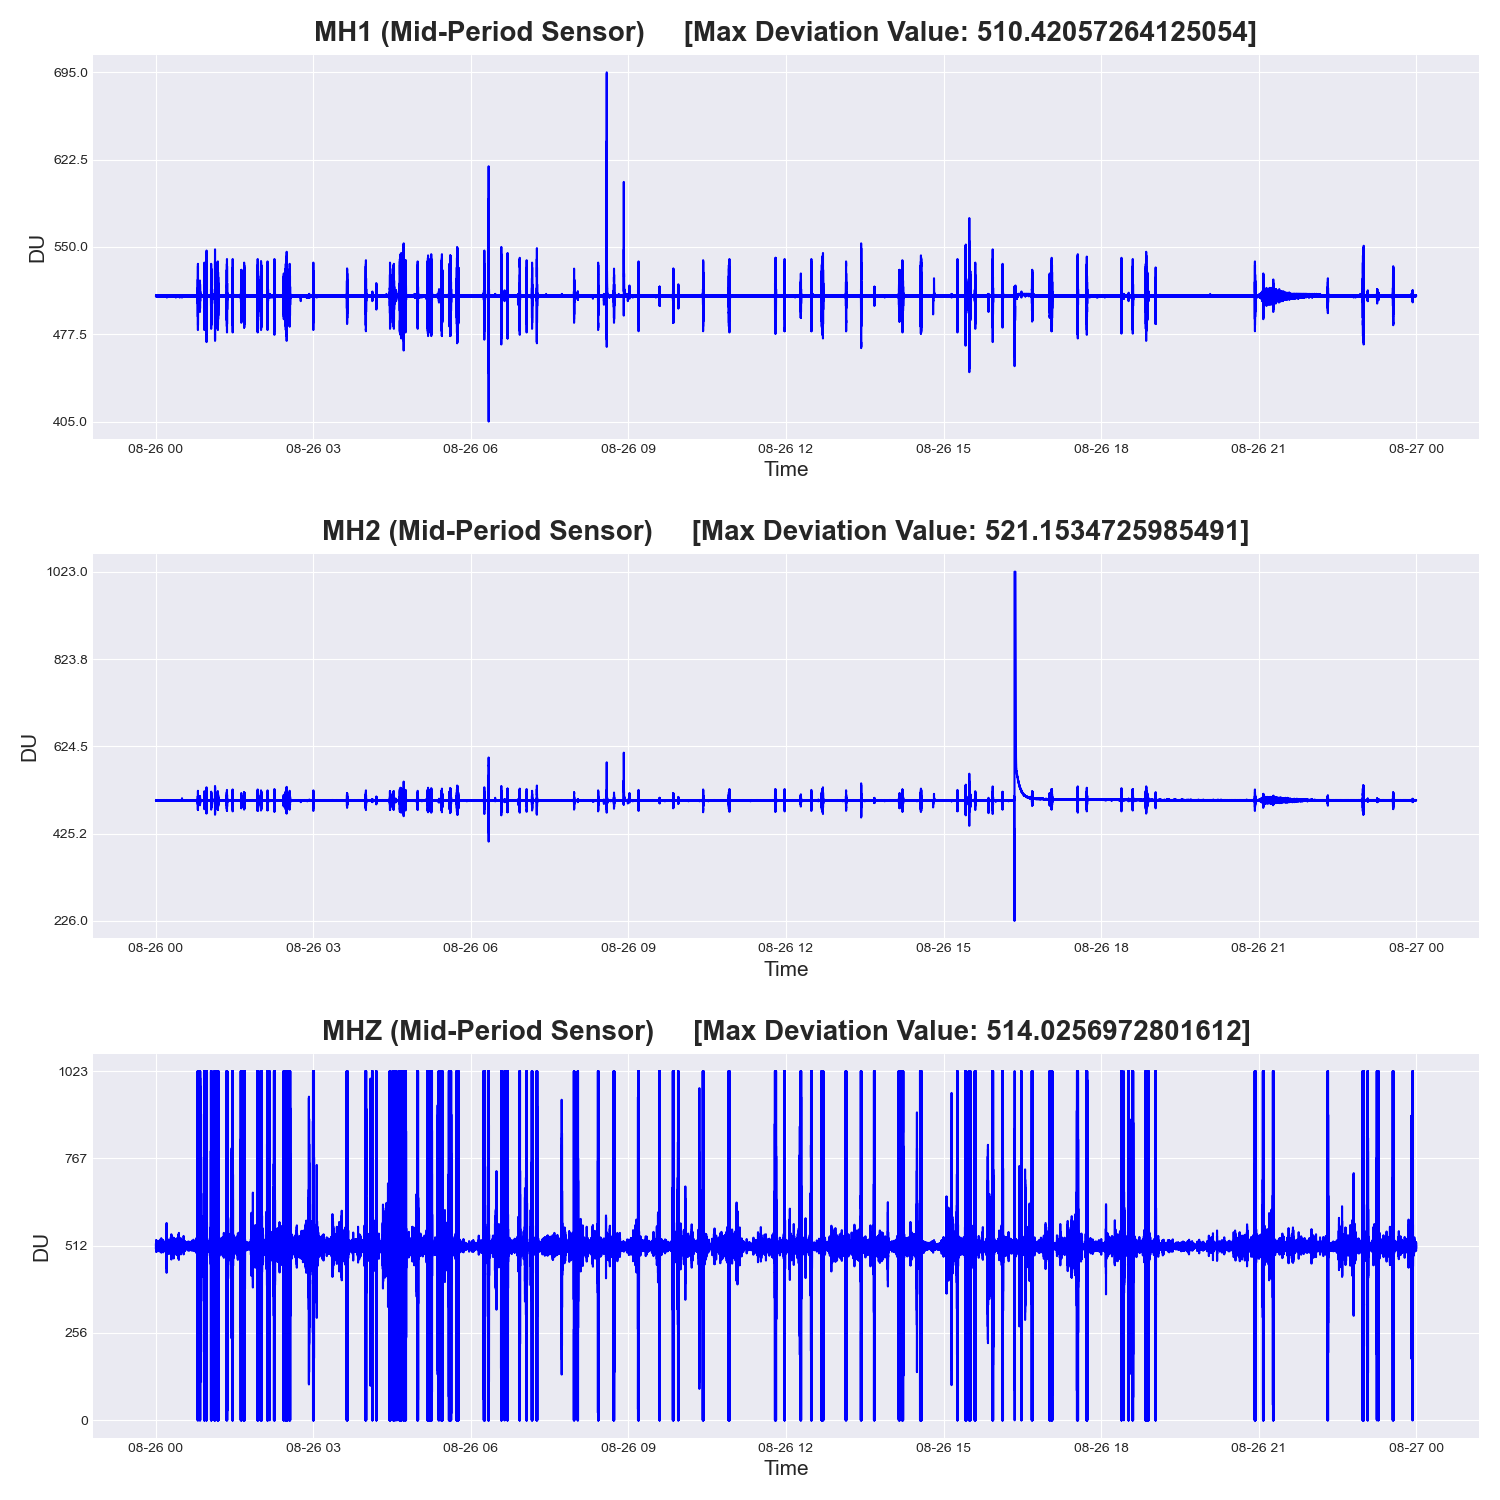 MH1 (Mid-Period Sensor) [Max Deviation Value: 510.42057264125054]
695.0
622.5
550.0
477.5
405.0
DU
08-26 00 08-26 03 08-26 06 08-26 09 08-26 12 08-26 15 08-26 18 08-26 21 08-27 00
Time
MH2 (Mid-Period Sensor) [Max Deviation Value: 521.1534725985491]
1023.0
823.8
624.5
425.2
226.0
DU
08-26 00 08-26 03 08-26 06 08-26 09 08-26 12 08-26 15 08-26 18 08-26 21 08-27 00
Time
MHZ (Mid-Period Sensor) [Max Deviation Value: 514.0256972801612]
1023
767
512
256
0
DU
08-26 00 08-26 03 08-26 06 08-26 09 08-26 12 08-26 15 08-26 18 08-26 21 08-27 00
Time